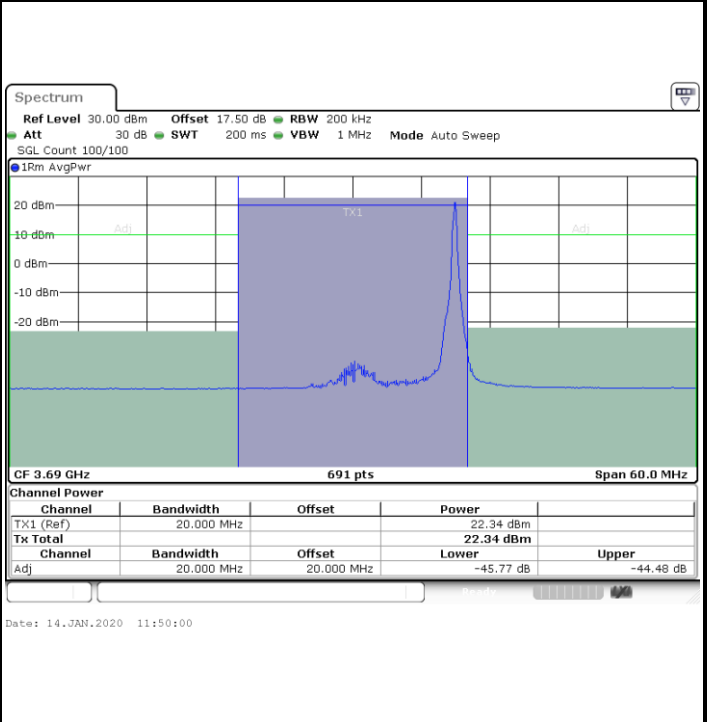 Spectrum
Ref Level 30.00 dBm Offset 17.50 dB RBW 200 kHz
Att 30 dB SWT 200 ms VBW 1 MHz Mode Auto Sweep
SGL Count 100/100
1Rm AvgPwr
TX1
20 dBm
Adj Adj
10 dBm
0 dBm
-10 dBm
-20 dBm
CF 3.69 GHz 691 pts Span 60.0 MHz
Channel Power
Channel Bandwidth Offset Power
TX1 (Ref) 20.000 MHz 22.34 dBm
Tx Total 22.34 dBm
Channel Bandwidth Offset Lower Upper
Adj 20.000 MHz 20.000 MHz -45.77 dB -44.48 dB
Ready
Date: 14.JAN.2020 11:50:00